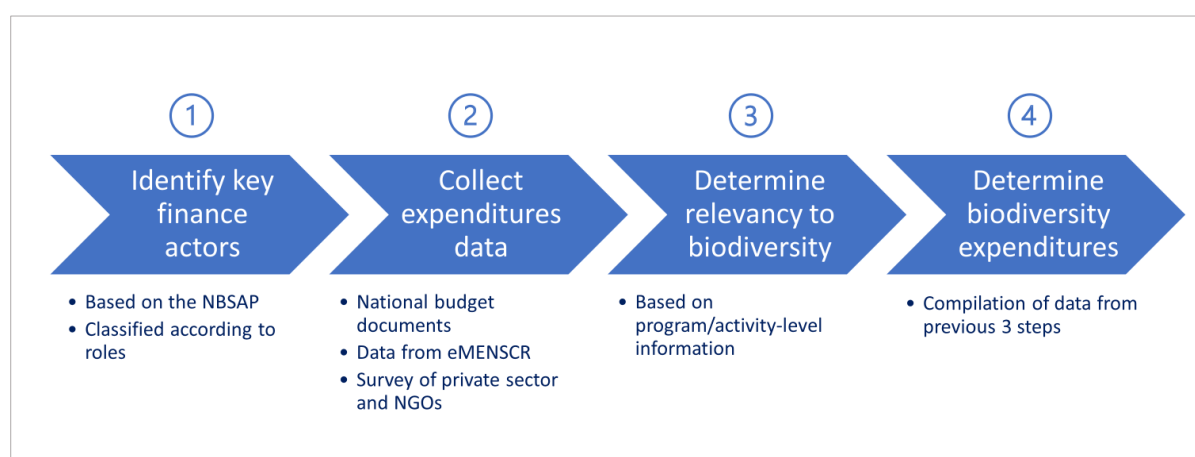 1
Identify key
finance
actors
• Based on the NBSAP
• Classified according to
roles
2
Collect
expenditures
data
• National budget
documents
• Data from eMENSCR
• Survey of private sector
and NGOs
3
Determine
relevancy to
biodiversity
• Based on
program/activity-level
information
4
Determine
biodiversity
expenditures
• Compilation of data from
previous 3 steps